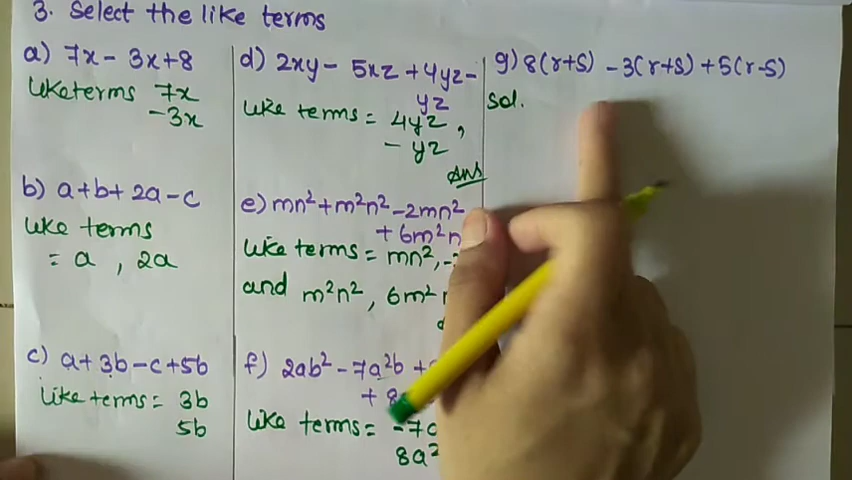 3. Select the like terms
a) 7x - 3x + 8
like terms 7x
- 3x
b) a + b + 2a - c
like terms
= a , 2a
c) a + 3b - c + 5b
like terms = 3b
5b
d) 2xy - 5xz + 4yz -
yz
like terms = 4yz ,
- yz
Ans
e) mn² + m²n² - 2mn²
+ 6m²n
like terms = mn², -
and m²n², 6m²
f) 2ab² - 7a²b +
+ 8
like terms = -7a
8a²
g) 8(r+s) - 3(r+s) + 5(r-s)
Sol.